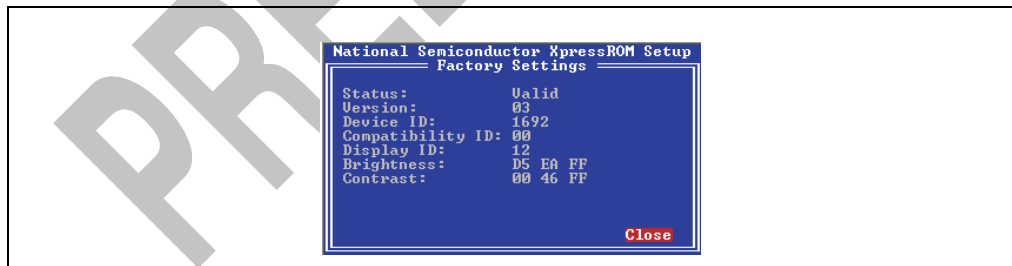 National Semiconductor XpressROM Setup
Factory Settings
Status: Valid
Version: 03
Device ID: 1692
Compatibility ID: 00
Display ID: 12
Brightness: D5 EA FF
Contrast: 00 46 FF
Close